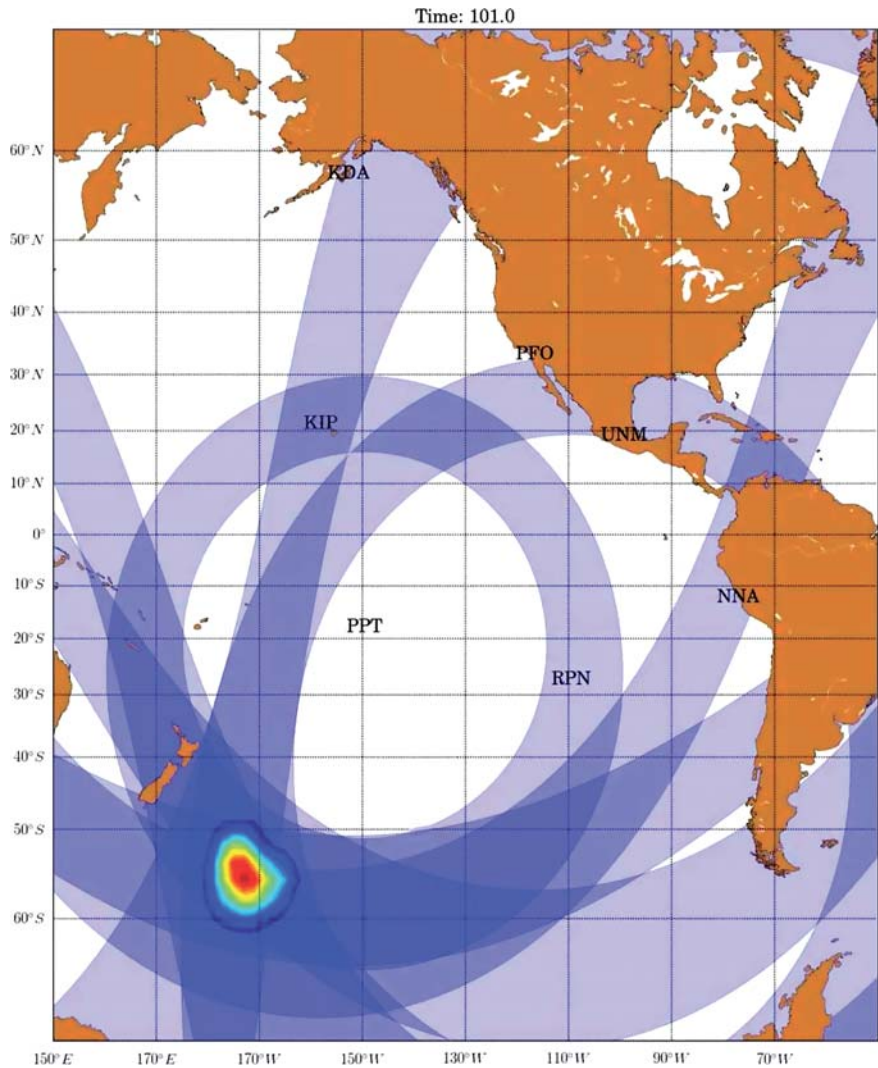 Time: 101.0
60° N
KDA
50° N
40° N
PFO
30° N
KIP
UNM
20° N
10° N
0°
10° S
NNA
PPT
20° S
RPN
30° S
40° S
50° S
60° S
150° E 170° E 170° W 150° W 130° W 110° W 90° W 70° W